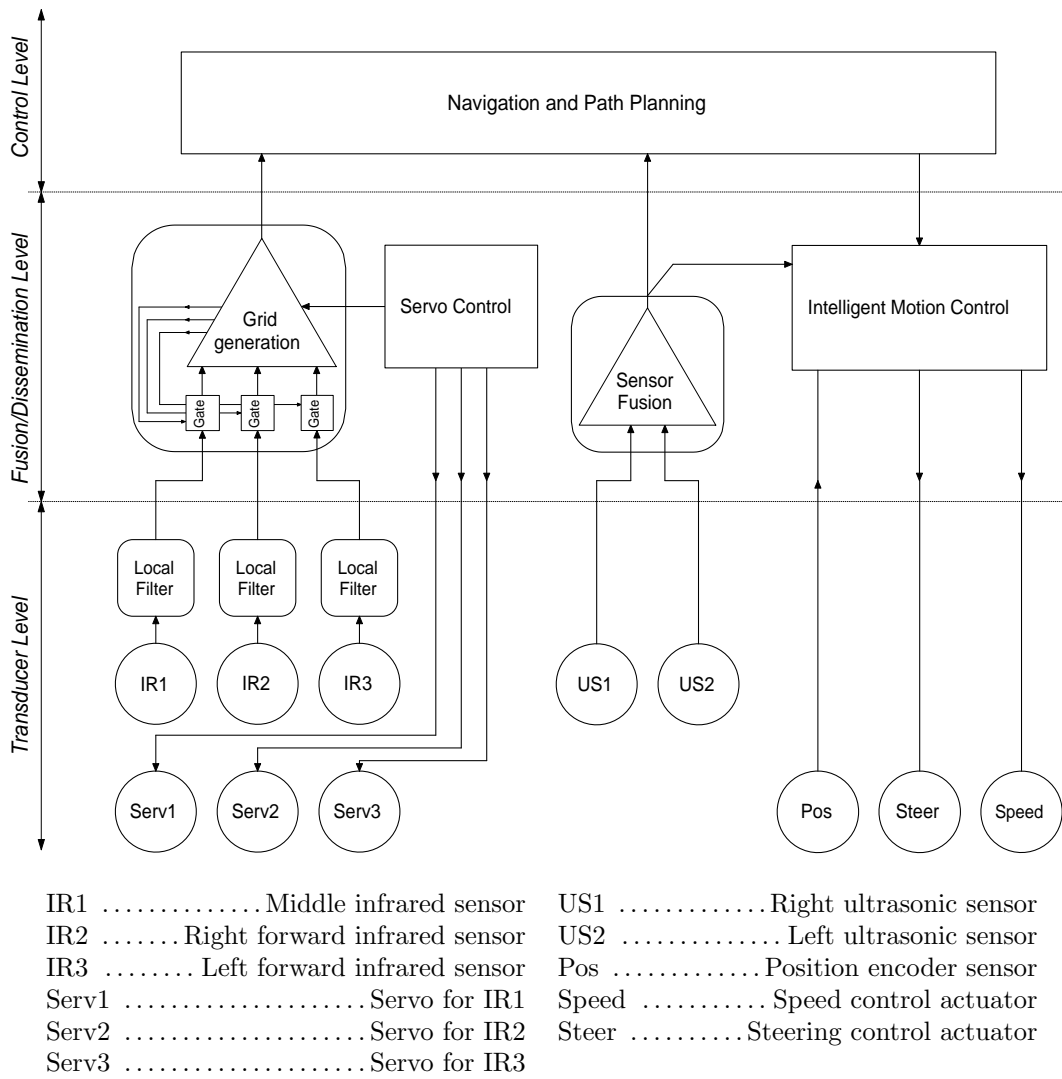 Control Level
Navigation and Path Planning
Fusion/Dissemination Level
Grid
generation
Servo Control
Intelligent Motion Control
Sensor
Fusion
Gate
Gate
Gate
Transducer Level
Local
Filter
Local
Filter
Local
Filter
IR1
IR2
IR3
US1
US2
Serv1
Serv2
Serv3
Pos
Steer
Speed
IR1 .............. Middle infrared sensor
IR2 ....... Right forward infrared sensor
IR3 ........ Left forward infrared sensor
Serv1 ..................... Servo for IR1
Serv2 ..................... Servo for IR2
Serv3 ..................... Servo for IR3
US1 .............. Right ultrasonic sensor
US2 ............... Left ultrasonic sensor
Pos ............. Position encoder sensor
Speed ........... Speed control actuator
Steer .......... Steering control actuator